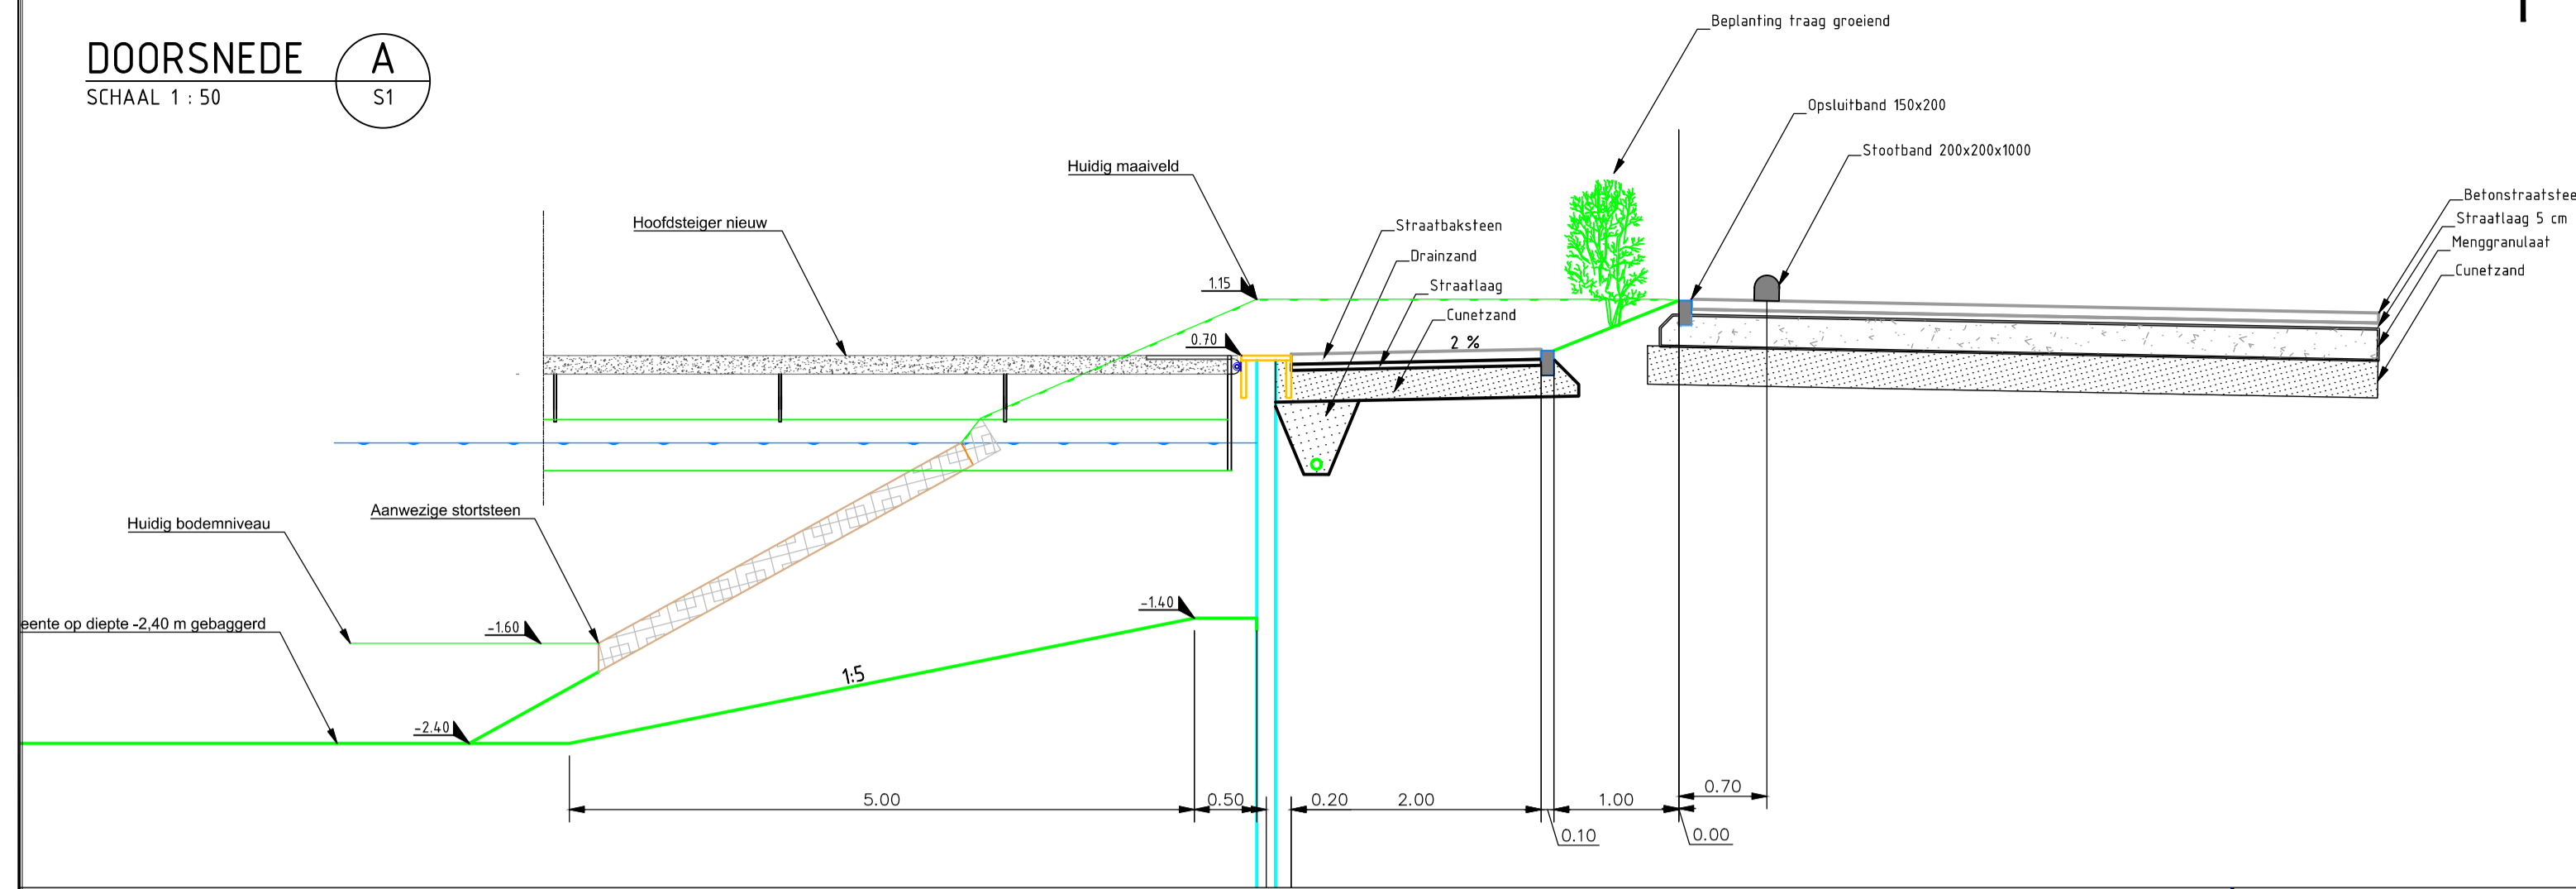 DOORSNEDE
A
SCHAAL 1 : 50
S1
Beplanting traag groeiend
Opsluitband 150x200
Stootband 200x200x1000
Huidig maaiveld
Hoofdsteiger nieuw
Betonstraatstee
Straatlaag 5 cm
Menggranulaat
Cunetzand
Straatbaksteen
Drainzand
Straatlaag
Cunetzand
1.15
0.70
2 %
Aanwezige stortsteen
Huidig bodemniveau
eente op diepte -2,40 m gebaggerd
-1.60
-1.40
1:5
-2.40
5.00
0.50
0.20
2.00
1.00
0.70
0.10
0.00